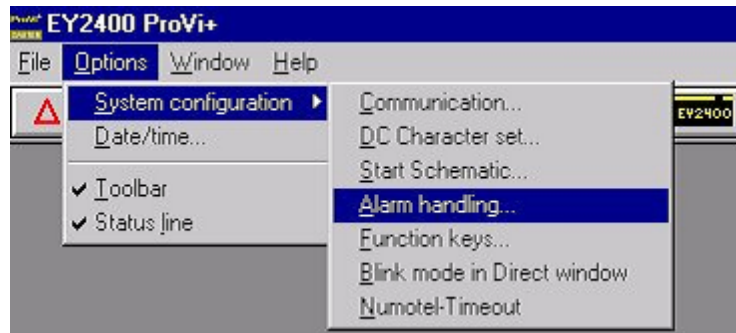 EY2400 ProVi+
File Options Window Help
System configuration
Date/time...
Toolbar
Status line
Communication...
DC Character set...
Start Schematic...
Alarm handling...
Function keys...
Blink mode in Direct window
Numotel-Timeout
EY2400